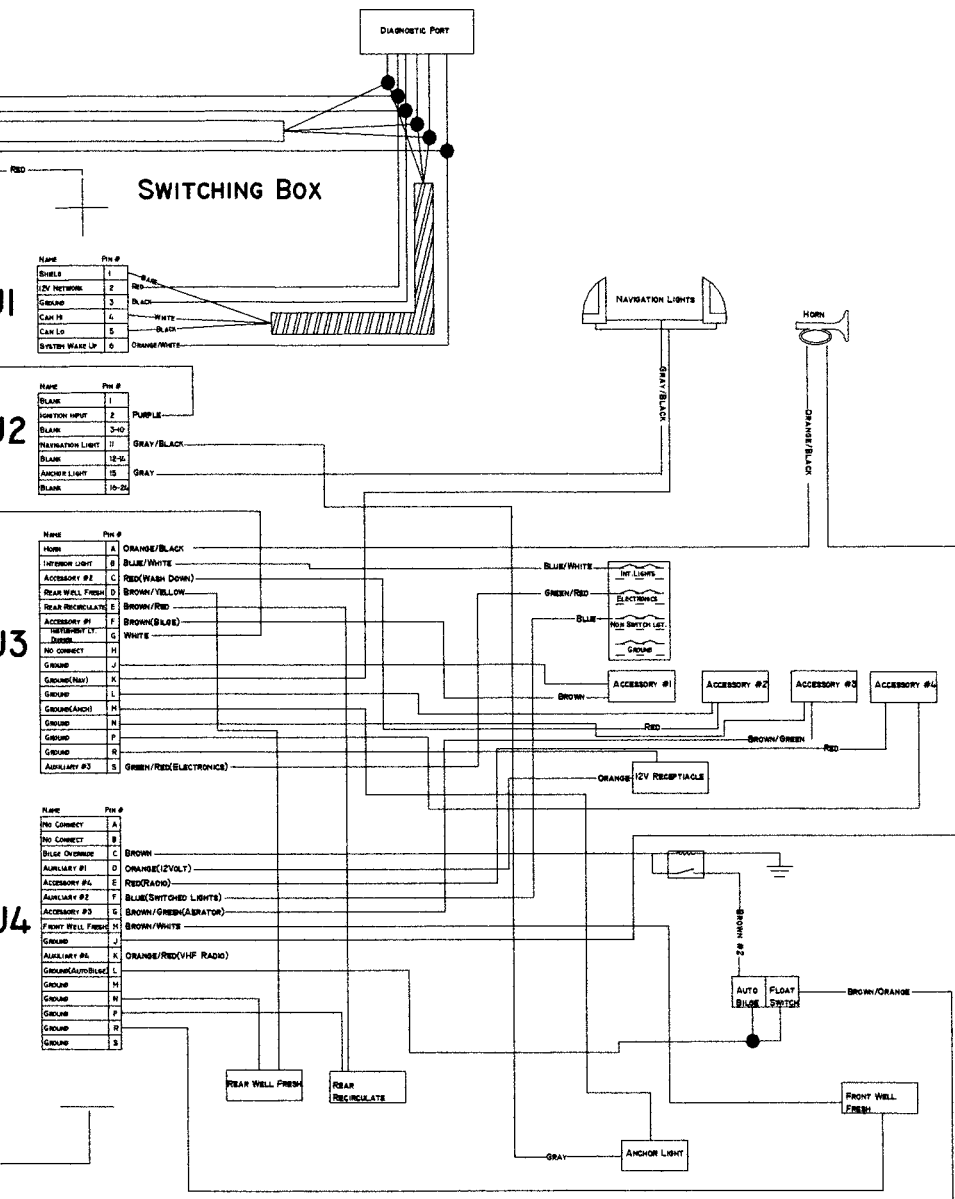 DIAGNOSTIC PORT
RED
SWITCHING BOX
NAME PIN #
SHIELD 1 BARE
12V NETWORK 2 RED
GROUND 3 BLACK
CAN HI 4 WHITE
CAN LO 5 BLACK
SYSTEM WAKE UP 6 ORANGE/WHITE
J1
NAVIGATION LIGHTS
HORN
GRAY/BLACK
ORANGE/BLACK
NAME PIN #
BLANK 1
IGNITION INPUT 2 PURPLE
BLANK 3-10
NAVIGATION LIGHT 11 GRAY/BLACK
BLANK 12-14
ANCHOR LIGHT 15 GRAY
BLANK 16-24
J2
NAME PIN #
HORN A ORANGE/BLACK
INTERIOR LIGHT B BLUE/WHITE
ACCESSORY #2 C RED(WASH DOWN)
REAR WELL FRESH D BROWN/YELLOW
REAR RECIRCULATE E BROWN/RED
ACCESSORY #1 F BROWN(BILGE)
INSTRUMENT LT. G WHITE
NO CONNECT H
GROUND J
GROUND(NAV) K
GROUND L
GROUND(ANCH) M
GROUND N
GROUND P
GROUND R
AUXILIARY #3 S GREEN/RED(ELECTRONICS)
J3
BLUE/WHITE INT. LIGHTS
GREEN/RED ELECTRONICS
BLUE NON SWITCH LGT.
GROUND
ACCESSORY #1
BROWN
ACCESSORY #2
ACCESSORY #3
ACCESSORY #4
RED
BROWN/GREEN
RED
ORANGE 12V RECEPTIACLE
NAME PIN #
NO CONNECT A
NO CONNECT B
BILGE OVERRIDE C BROWN
AUXILIARY #1 D ORANGE(12VOLT)
ACCESSORY #4 E RED(RADIO)
AUXILIARY #2 F BLUE(SWITCHED LIGHTS)
ACCESSORY #3 G BROWN/GREEN(AERATOR)
FRONT WELL FRESH H BROWN/WHITE
GROUND J
AUXILIARY #4 K ORANGE/RED(VHF RADIO)
GROUND(AUTO BILGE) L
GROUND M
GROUND N
GROUND P
GROUND R
GROUND S
J4
BROWN #2
AUTO BILGE
FLOAT SWITCH
BROWN/ORANGE
REAR WELL FRESH
REAR
RECIRCULATE
FRONT WELL
FRESH
GRAY
ANCHOR LIGHT